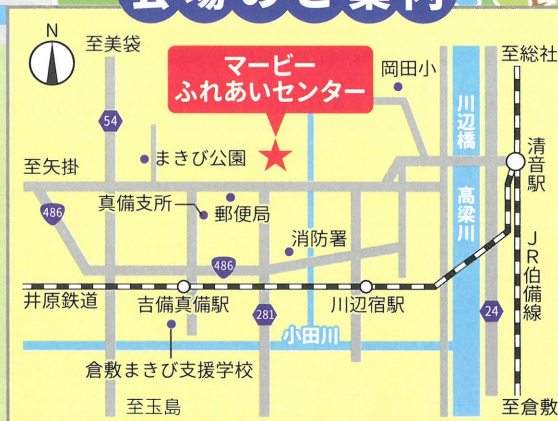 会場のご案内
N
至美袋
至総社
マービー
ふれあいセンター
岡田小
川辺橋
54
清音駅
まきび公園
至矢掛
真備支所
郵便局
高梁川
486
消防署
486
JR伯備線
井原鉄道
吉備真備駅
川辺宿駅
281
24
小田川
倉敷まきび支援学校
至玉島
至倉敷